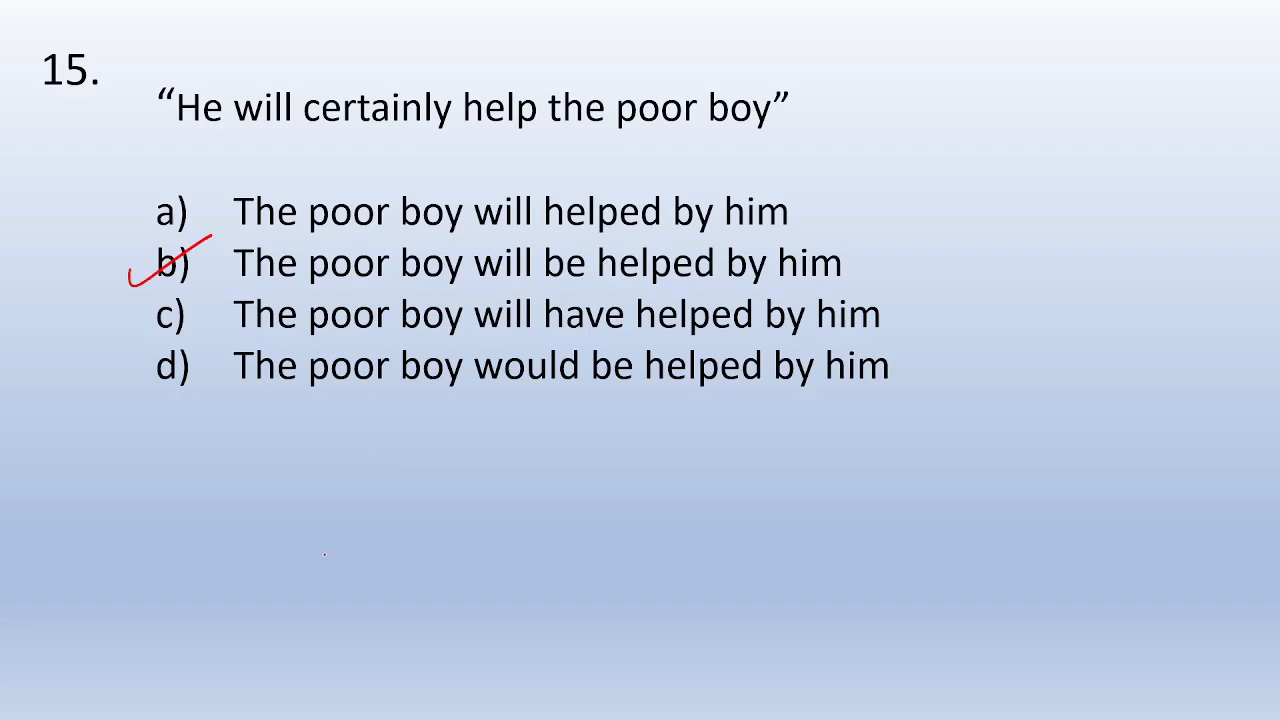 15.
“He will certainly help the poor boy”
a) The poor boy will helped by him
b) The poor boy will be helped by him
c) The poor boy will have helped by him
d) The poor boy would be helped by him